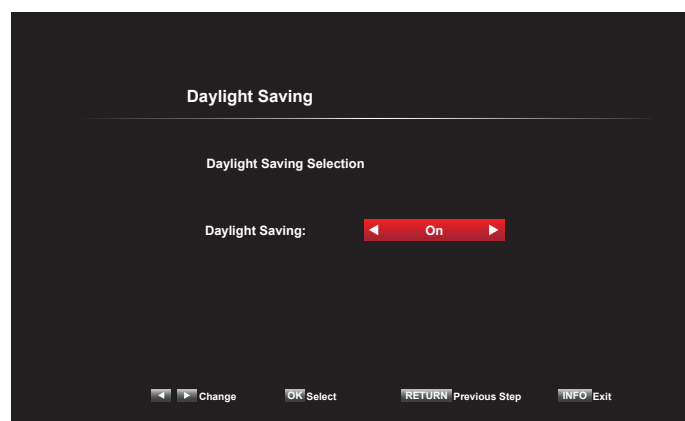 Daylight Saving
Daylight Saving Selection
Daylight Saving: On
Change OK Select RETURN Previous Step INFO Exit